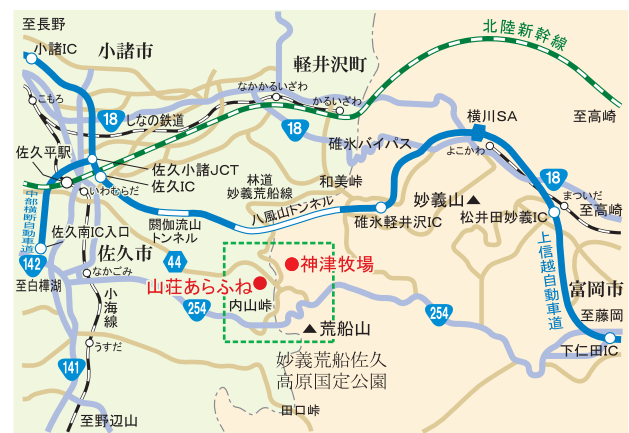 至長野
小諸IC
小諸市
北陸新幹線
軽井沢町
なかかるいざわ
かるいざわ
こもろ
18
しなの鉄道
18
横川SA
至高崎
碓氷バイパス
よこかわ
佐久平駅
佐久小諸JCT
佐久IC
いわむらだ
林道
妙義荒船線
和美峠
18
まついだ
妙義山
松井田妙義IC
至高崎
中部横断自動車道
八風山トンネル
碓氷軽井沢IC
閼伽流山
トンネル
佐久南IC入口
佐久市
上信越自動車道
142
44
神津牧場
なかごみ
至白樺湖
山荘あらふね
富岡市
小海線
254
内山峠
254
至藤岡
荒船山
うすだ
下仁田IC
妙義荒船佐久
高原国定公園
141
田口峠
至野辺山